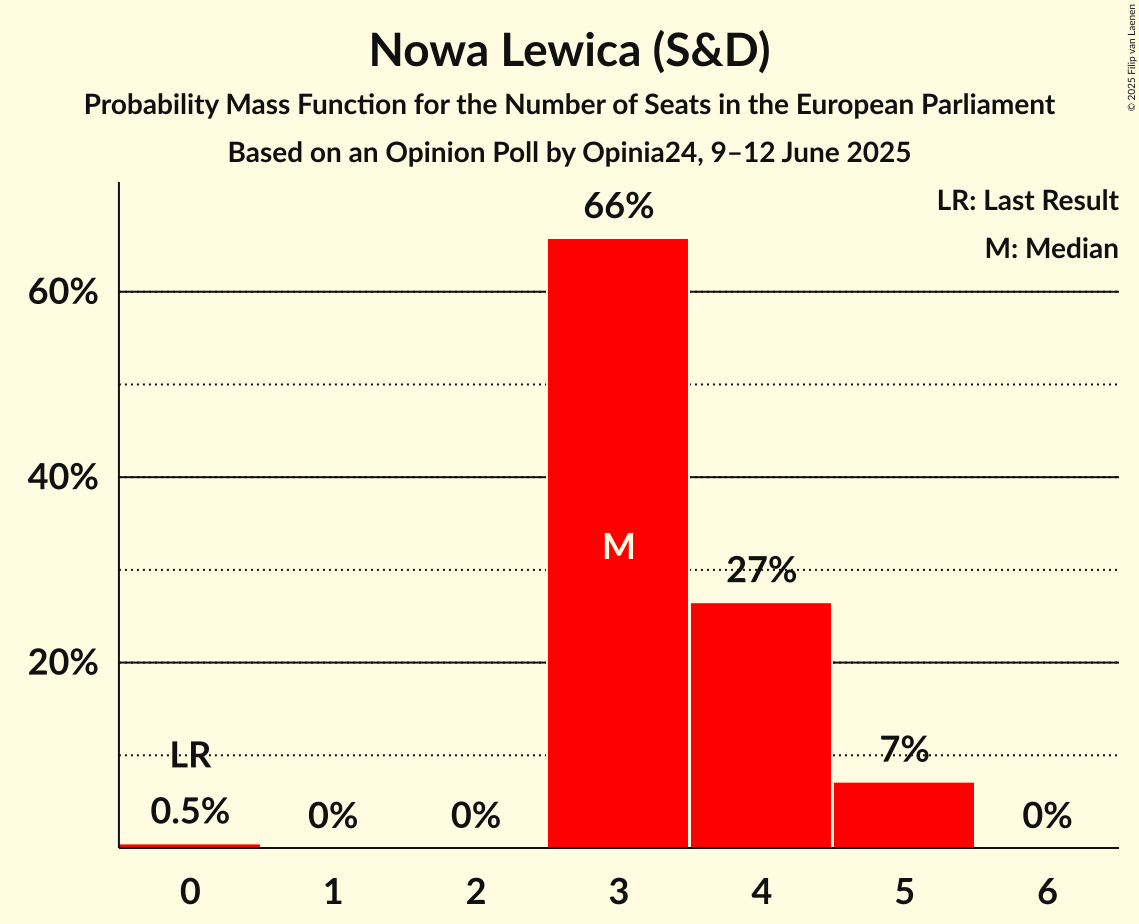 Nowa Lewica (S&D)
Probability Mass Function for the Number of Seats in the European Parliament
Based on an Opinion Poll by Opinia24, 9–12 June 2025
© 2025 Filip van Laenen
LR: Last Result
M: Median
66%
60%
40%
M
27%
20%
LR
7%
0.5%
0%
0%
0%
0 1 2 3 4 5 6